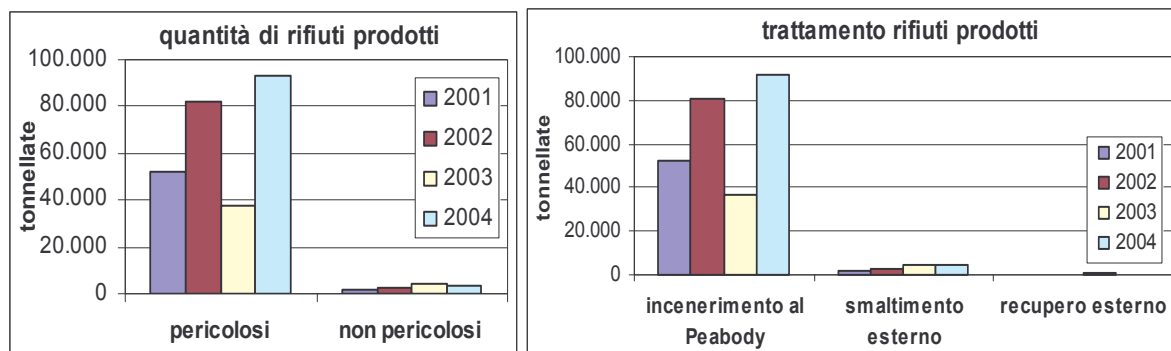 quantità di rifiuti prodotti
tonnellate
100.000
80.000
60.000
40.000
20.000
0
2001
2002
2003
2004
pericolosi
non pericolosi
trattamento rifiuti prodotti
tonnellate
100.000
80.000
60.000
40.000
20.000
0
2001
2002
2003
2004
incenerimento al
Peabody
smaltimento
esterno
recupero esterno